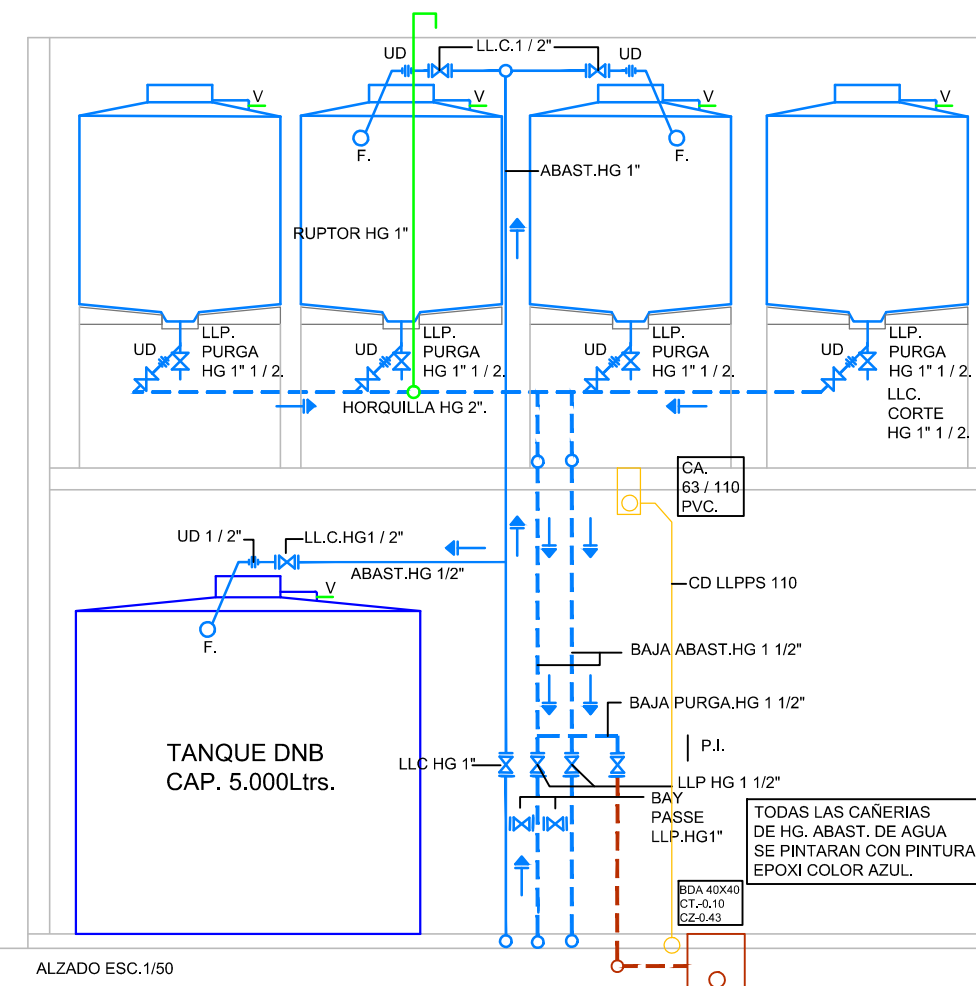 LL.C.1 / 2"
UD
UD
V
V
V
V
F.
F.
ABAST.HG 1"
RUPTOR HG 1"
LLP.
PURGA
HG 1" 1 / 2.
UD
LLP.
PURGA
HG 1" 1 / 2.
UD
LLP.
PURGA
HG 1" 1 / 2.
UD
LLP.
PURGA
HG 1" 1 / 2.
UD
LLC.
CORTE
HG 1" 1 / 2.
HORQUILLA HG 2".
CA.
63 / 110
PVC.
UD 1 / 2"
LL.C.HG1 / 2"
ABAST.HG 1/2"
V
F.
CD LLPPS 110
BAJA ABAST.HG 1 1/2"
BAJA PURGA.HG 1 1/2"
P.I.
TANQUE DNB
CAP. 5.000Ltrs.
LLC HG 1"
LLP HG 1 1/2"
BAY
PASSE
LLP.HG1"
TODAS LAS CAÑERIAS
DE HG. ABAST. DE AGUA
SE PINTARAN CON PINTURA
EPOXI COLOR AZUL.
BDA 40X40
CT.-0.10
CZ-0.43
ALZADO ESC.1/50